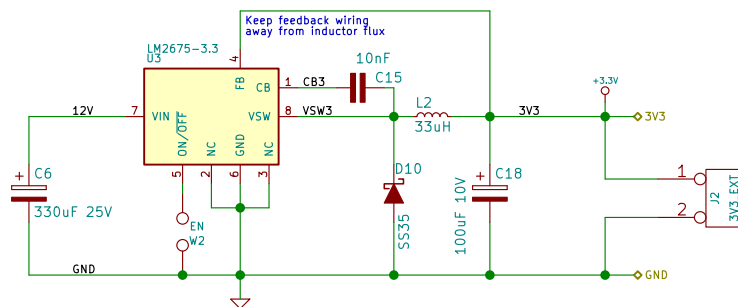 Keep feedback wiring
away from inductor flux
LM2675-3.3
U3
4
FB
10nF
C15
1
CB3
CB
+3.3V
L2
12V
7
VIN
VSW
8
VSW3
33uH
3V3
3V3
ON/OFF
NC
GND
NC
5
2
6
3
C6
330uF 25V
EN
W2
D10
SS35
C18
100uF 10V
1
2
J2
3V3_EXT
GND
GND